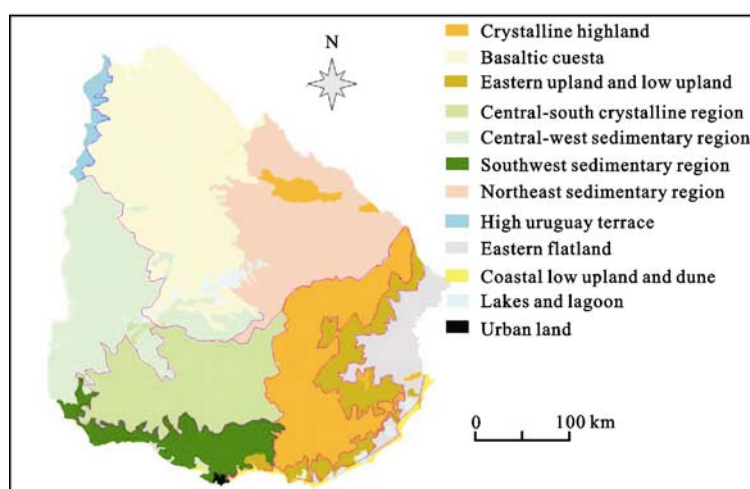 N
Crystalline highland
Basaltic cuesta
Eastern upland and low upland
Central-south crystalline region
Central-west sedimentary region
Southwest sedimentary region
Northeast sedimentary region
High uruguay terrace
Eastern flatland
Coastal low upland and dune
Lakes and lagoon
Urban land
0 100 km